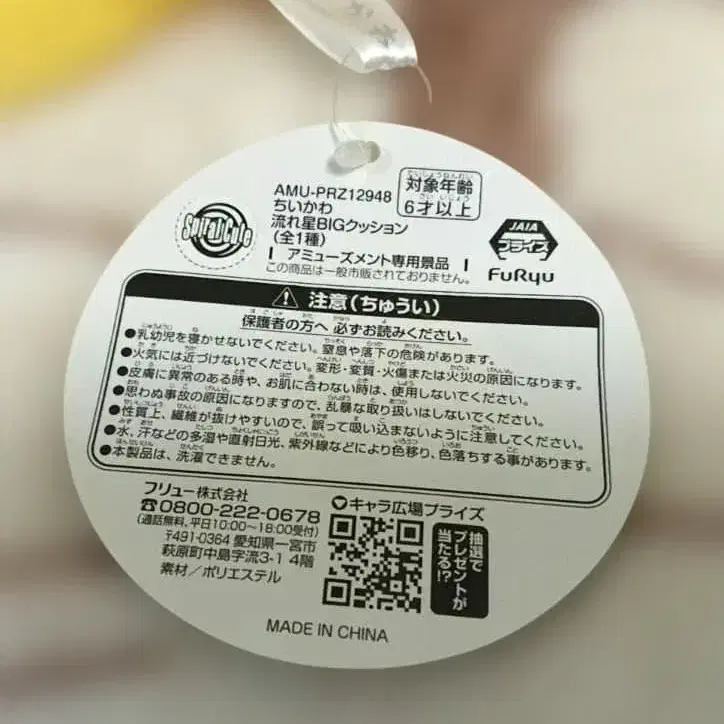 AMU-PRZ12948
ちいかわ
流れ星BIGクッション
(全1種)
アミューズメント専用景品
この商品は一般市販されておりません。
対象年齢
6才以上
Spiral Cute
JAIA
プライズ
FuRyu
注意(ちゅうい)
保護者の方へ 必ずお読みください。
●乳幼児を寝かせないでください。窒息や落下の危険があります。
●火気には近づけないでください。変形・変質・火傷または火災の原因になります。
●皮膚に異常のある時や、お肌に合わない時は、使用しないでください。
●思わぬ事故の原因になりますので、乱暴な取り扱いはしないでください。
●性質上、繊維が抜けやすいので、誤って吸い込まないように注意してください。
●水、汗などの多湿や直射日光、紫外線などにより色移り、色落ちする事があります。
●本製品は、洗濯できません。
フリュー株式会社
☎0800-222-0678
(通話無料、平日10:00~18:00受付)
〒491-0364 愛知県一宮市
萩原町中島字流3-1 4階
素材/ポリエステル
キャラ広場プライズ
抽選で
プレゼントが
当たる!?
MADE IN CHINA